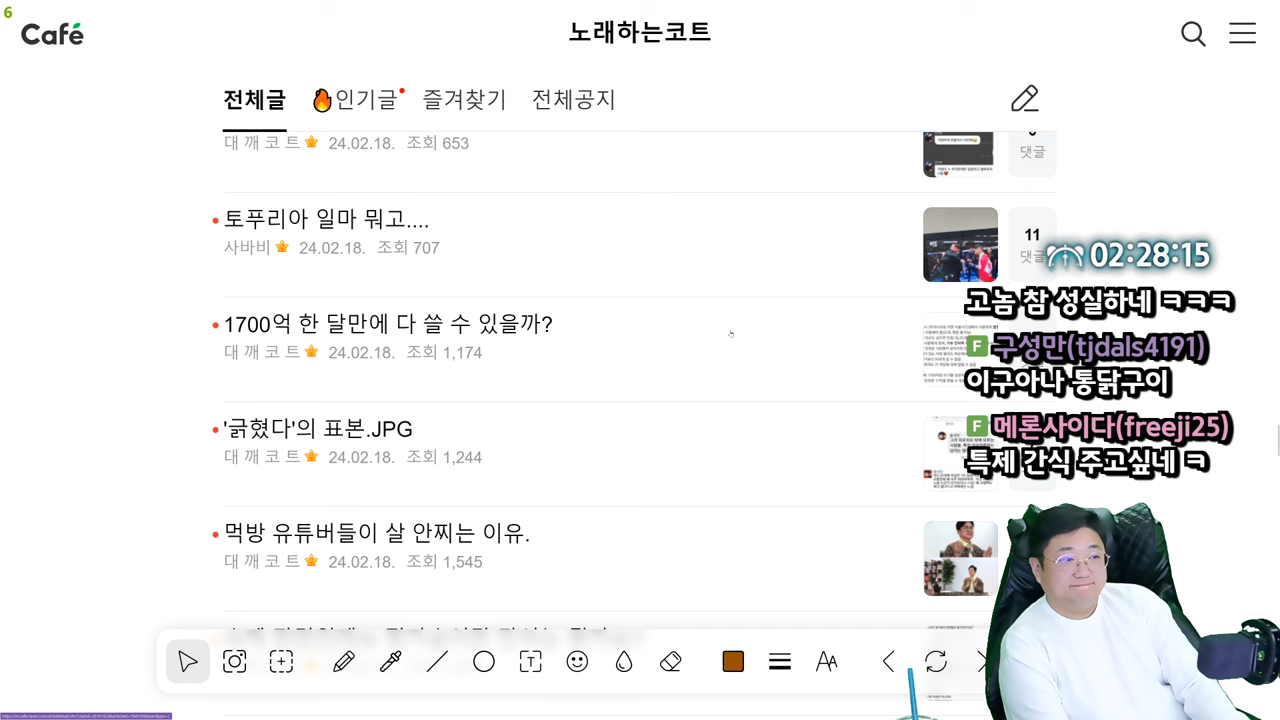 6
Café
노래하는코트
전체글 🔥인기글 즐겨찾기 전체공지
대 깨 코 트 24.02.18. 조회 653
댓글
토푸리아 일마 뭐고....
사바비 24.02.18. 조회 707
11
댓글
02:28:15
고놈 참 성실하네 ㅋㅋㅋ
1700억 한 달만에 다 쓸 수 있을까?
대 깨 코 트 24.02.18. 조회 1,174
F 구성만(tjdals4191)
이구아나 통닭구이
'긁혔다'의 표본.JPG
대 깨 코 트 24.02.18. 조회 1,244
F 메론사이다(freeji25)
특제 간식 주고싶네 ㅋ
먹방 유튜버들이 살 안찌는 이유.
대 깨 코 트 24.02.18. 조회 1,545